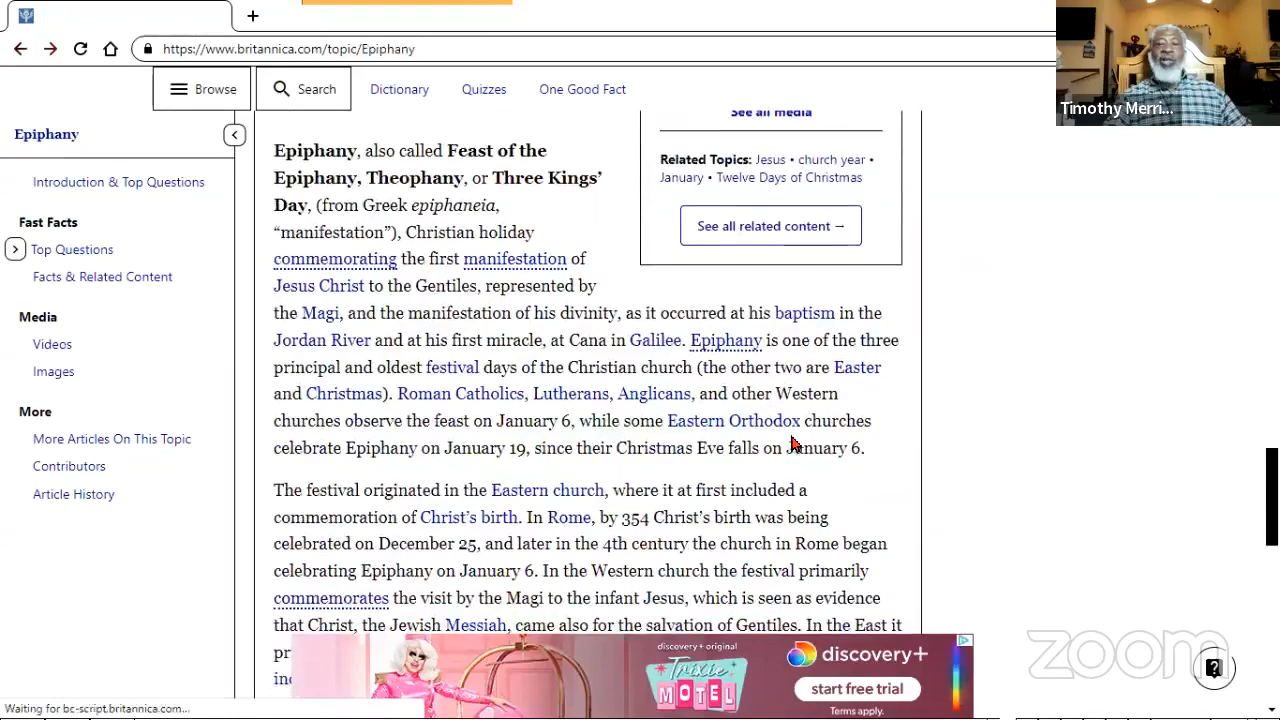 https://www.britannica.com/topic/Epiphany
Browse
Search
Dictionary
Quizzes
One Good Fact
Timothy Merri...
Epiphany
Introduction & Top Questions
Fast Facts
Top Questions
Facts & Related Content
Media
Videos
Images
More
More Articles On This Topic
Contributors
Article History
See all media
Related Topics: Jesus • church year •
January • Twelve Days of Christmas
See all related content →
Epiphany, also called Feast of the
Epiphany, Theophany, or Three Kings’
Day, (from Greek epiphaneia,
“manifestation”), Christian holiday
commemorating the first manifestation of
Jesus Christ to the Gentiles, represented by
the Magi, and the manifestation of his divinity, as it occurred at his baptism in the
Jordan River and at his first miracle, at Cana in Galilee. Epiphany is one of the three
principal and oldest festival days of the Christian church (the other two are Easter
and Christmas). Roman Catholics, Lutherans, Anglicans, and other Western
churches observe the feast on January 6, while some Eastern Orthodox churches
celebrate Epiphany on January 19, since their Christmas Eve falls on January 6.
The festival originated in the Eastern church, where it at first included a
commemoration of Christ’s birth. In Rome, by 354 Christ’s birth was being
celebrated on December 25, and later in the 4th century the church in Rome began
celebrating Epiphany on January 6. In the Western church the festival primarily
commemorates the visit by the Magi to the infant Jesus, which is seen as evidence
that Christ, the Jewish Messiah, came also for the salvation of Gentiles. In the East it
discovery+ original
Trixie
MOTEL
discovery+
start free trial
Terms apply.
zoom
Waiting for bc-script.britannica.com...